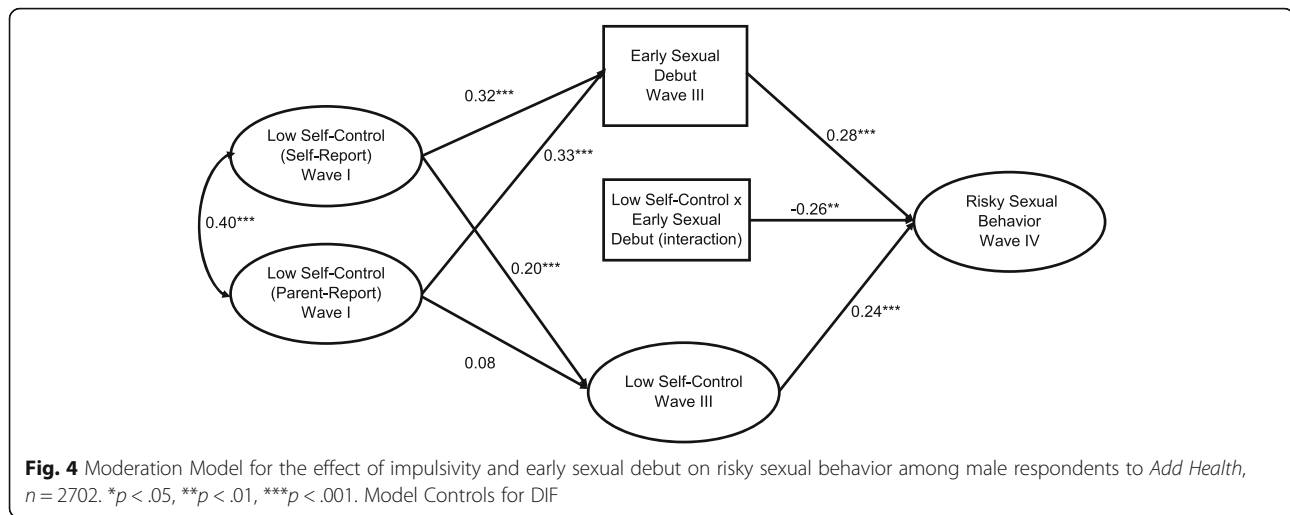 Early Sexual
Debut
Wave III
0.32***
Low Self-Control
(Self-Report)
Wave I
0.33***
0.28***
0.40***
Low Self-Control x
Early Sexual
Debut (interaction)
-0.26**
Risky Sexual
Behavior
Wave IV
Low Self-Control
(Parent-Report)
Wave I
0.20***
0.24***
0.08
Low Self-Control
Wave III
Fig. 4 Moderation Model for the effect of impulsivity and early sexual debut on risky sexual behavior among male respondents to Add Health,
n = 2702. *p < .05, **p < .01, ***p < .001. Model Controls for DIF